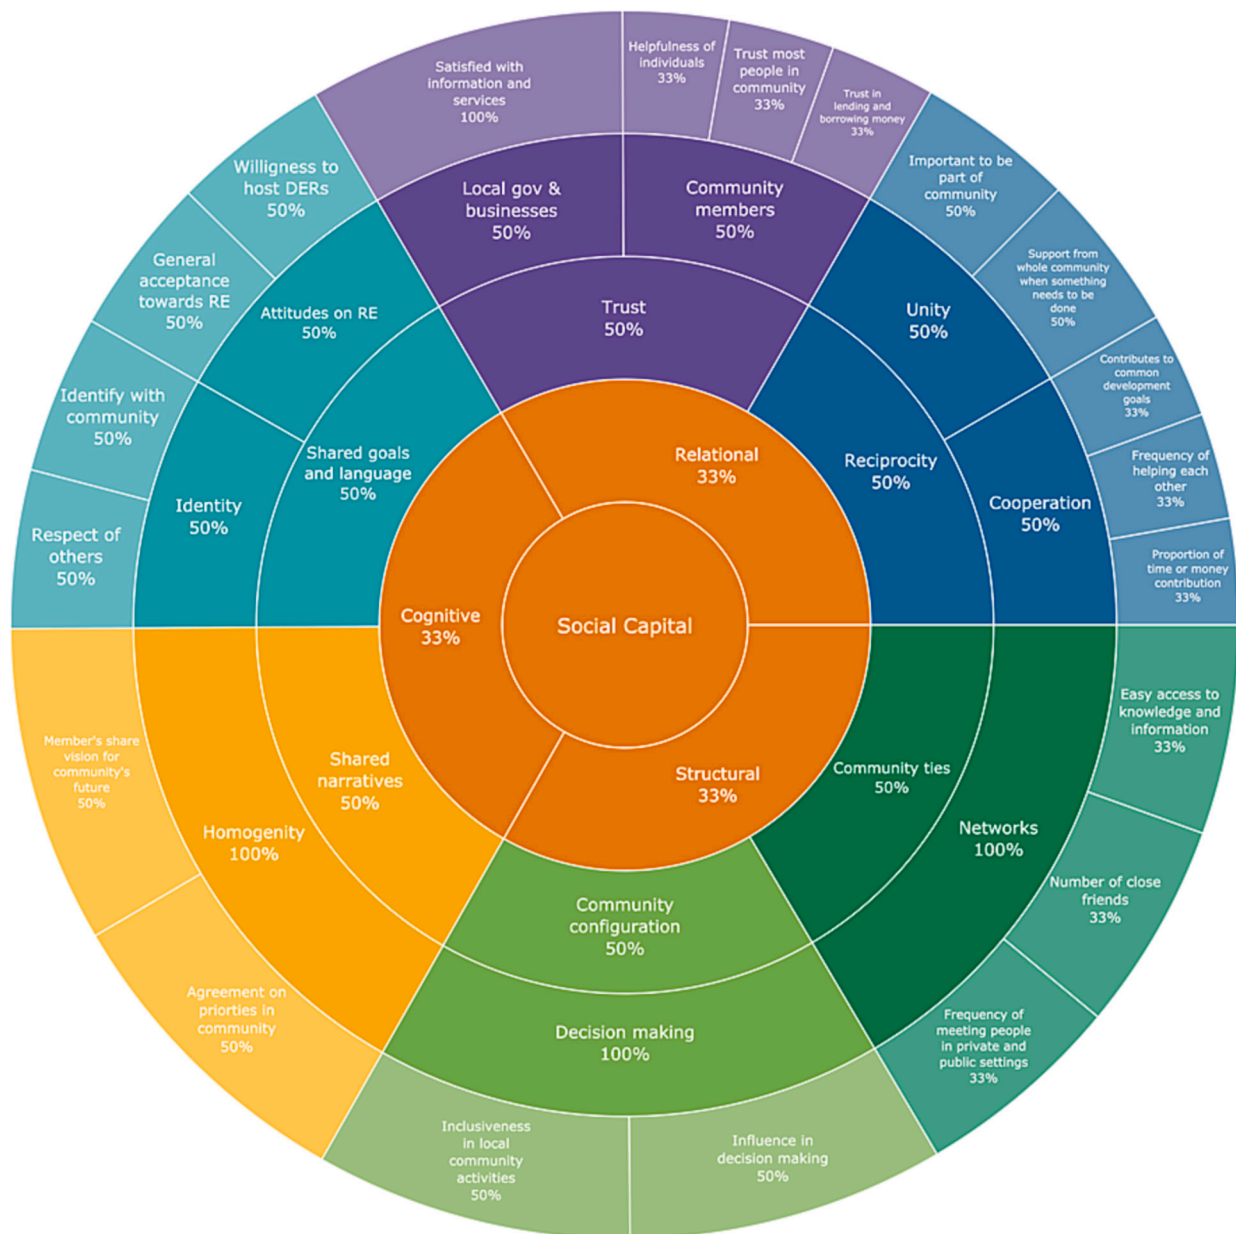 Social Capital
Relational
33%
Structural
33%
Cognitive
33%
Trust
50%
Local gov &
businesses
50%
Community
members
50%
Satisfied with
information and
services
100%
Helpfulness of
individuals
33%
Trust most
people in
community
33%
Trust in
lending and
borrowing money
33%
Reciprocity
50%
Unity
50%
Cooperation
50%
Important to be
part of
community
50%
Support from
whole community
when something
needs to be
done
50%
Contributes to
common
development
goals
33%
Frequency of
helping each
other
33%
Proportion of
time or money
contribution
33%
Community ties
50%
Networks
100%
Easy access to
knowledge and
information
33%
Number of close
friends
33%
Frequency of
meeting people
in private and
public settings
33%
Community
configuration
50%
Decision making
100%
Influence in
decision making
50%
Inclusiveness
in local
community
activities
50%
Shared
narratives
50%
Homogenity
100%
Agreement on
priorties in
community
50%
Member's share
vision for
community's
future
50%
Shared goals
and language
50%
Identity
50%
Attitudes on RE
50%
Respect of
others
50%
Identify with
community
50%
General
acceptance
towards RE
50%
Willigness to
host DERs
50%